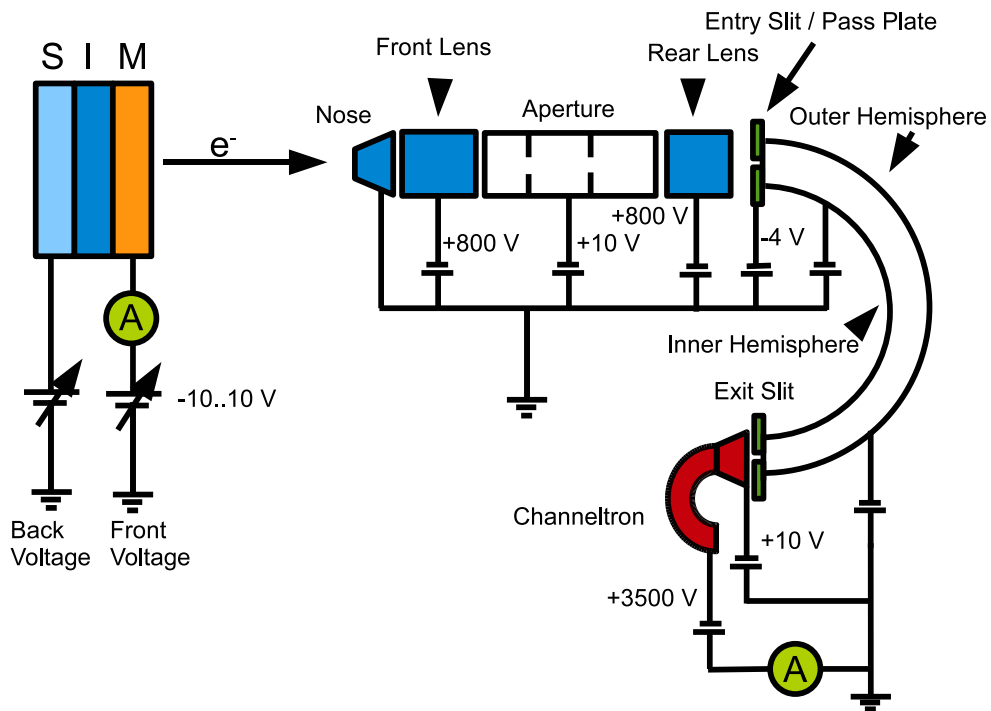 S I M
e-
Nose
Front Lens
Aperture
Rear Lens
Entry Slit / Pass Plate
Outer Hemisphere
+800 V
+10 V
+800 V
-4 V
A
-10..10 V
Back
Voltage
Front
Voltage
Inner Hemisphere
Exit Slit
Channeltron
+10 V
+3500 V
A